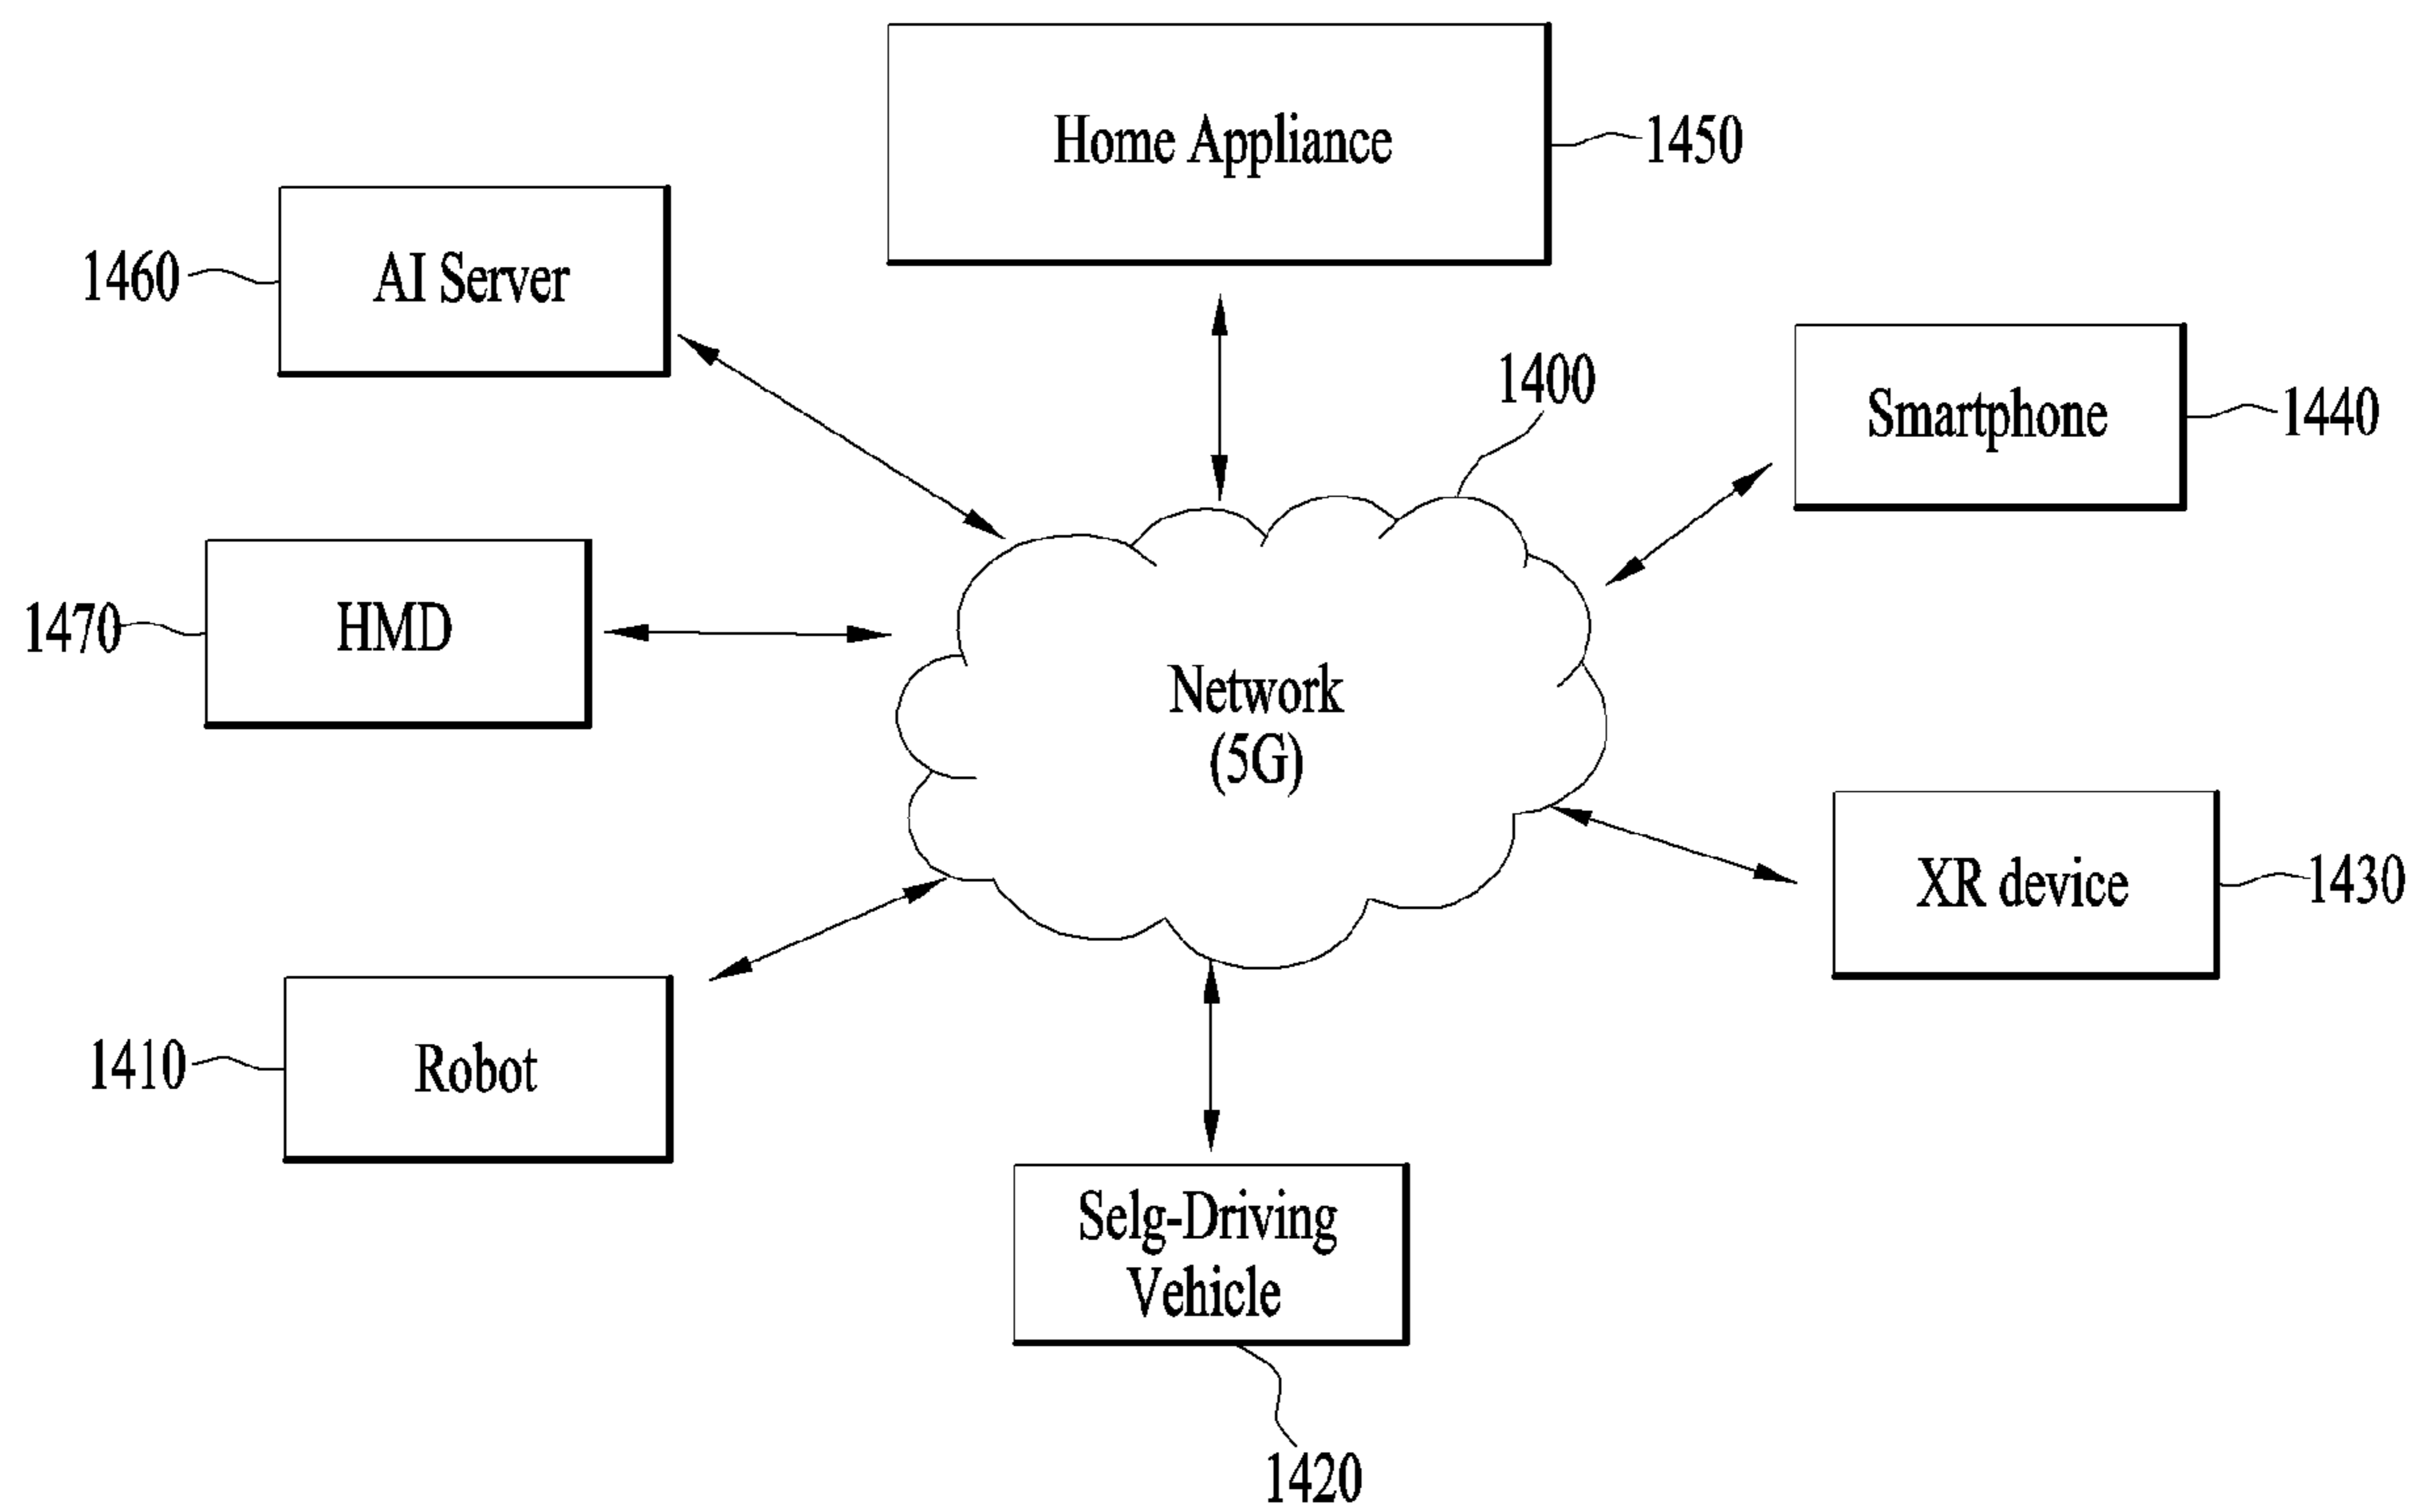 Home Appliance
1450
1460
AI Server
1400
Smartphone
1440
1470
HMD
Network
(5G)
XR device
1430
1410
Robot
Selg-Driving
Vehicle
1420